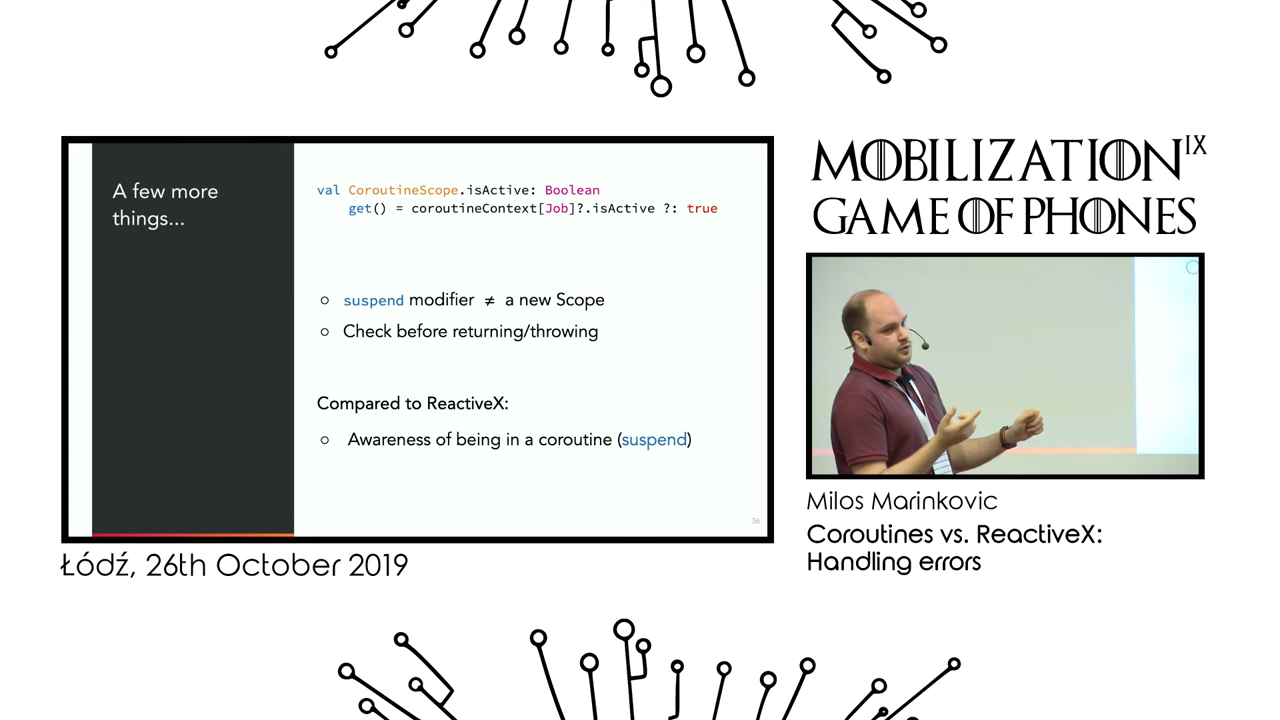 A few more
things...
val CoroutineScope.isActive: Boolean
get() = coroutineContext[Job]?.isActive ?: true
○ suspend modifier ≠ a new Scope
○ Check before returning/throwing
Compared to ReactiveX:
○ Awareness of being in a coroutine (suspend)
36
Łódź, 26th October 2019
MOBILIZATION IX
GAME OF PHONES
Milos Marinkovic
Coroutines vs. ReactiveX:
Handling errors